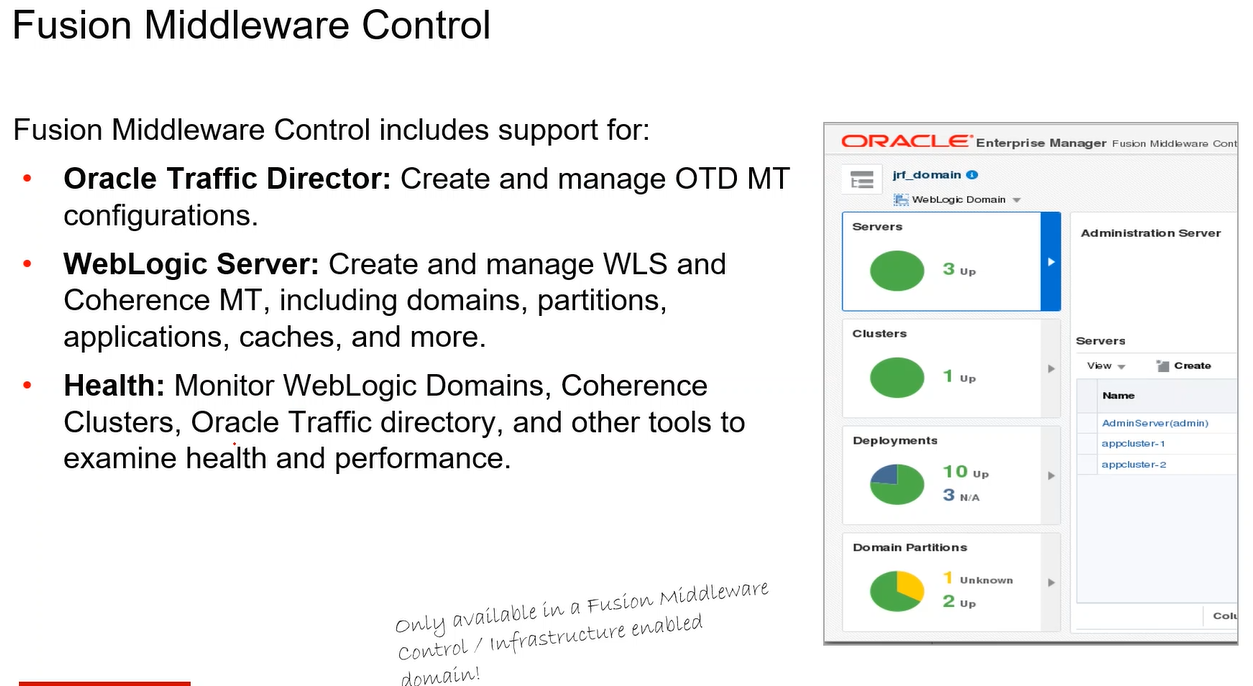 Fusion Middleware Control
Fusion Middleware Control includes support for:
• Oracle Traffic Director: Create and manage OTD MT
configurations.
• WebLogic Server: Create and manage WLS and
Coherence MT, including domains, partitions,
applications, caches, and more.
• Health: Monitor WebLogic Domains, Coherence
Clusters, Oracle Traffic directory, and other tools to
examine health and performance.
Only available in a Fusion Middleware
Control / Infrastructure enabled
domain!
ORACLE® Enterprise Manager Fusion Middleware Cont
jrf_domain
WebLogic Domain
Servers
3 Up
Clusters
1 Up
Deployments
10 Up
3 N/A
Domain Partitions
1 Unknown
2 Up
Administration Server
Servers
View Create
Name
AdminServer(admin)
appcluster-1
appcluster-2
Colu